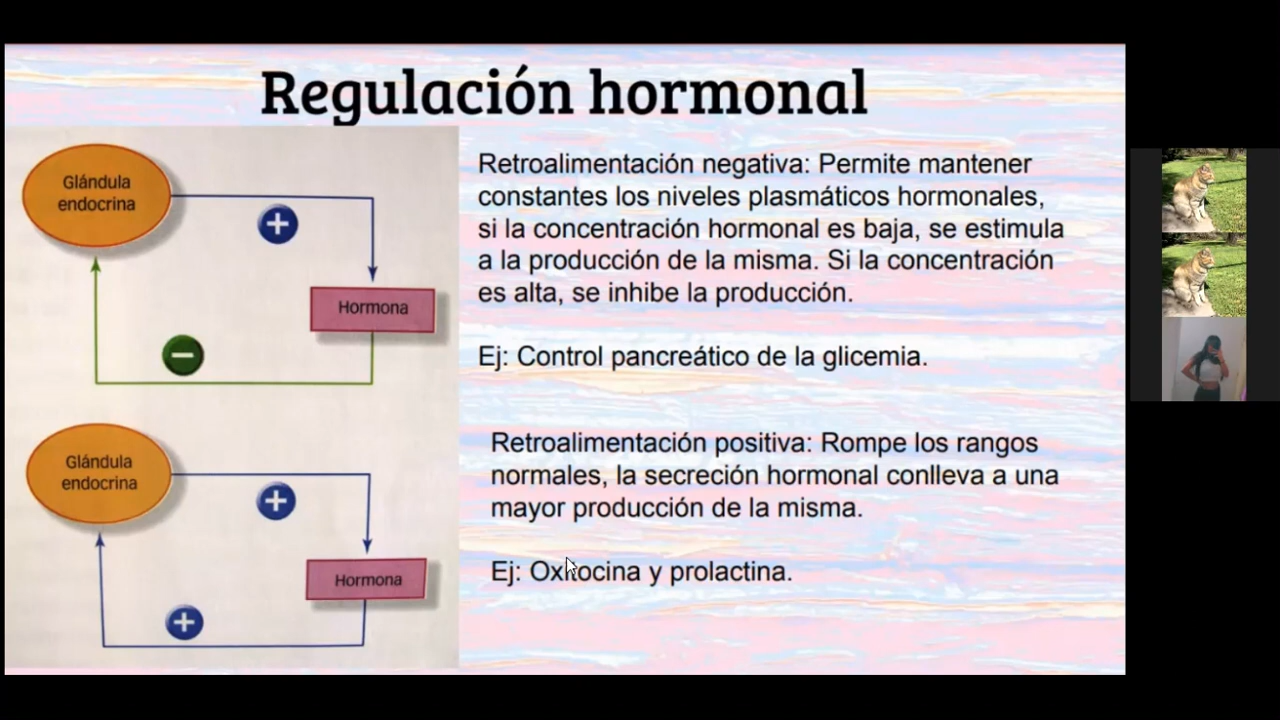 Regulación hormonal
Glándula
endocrina
Hormona
Retroalimentación negativa: Permite mantener
constantes los niveles plasmáticos hormonales,
si la concentración hormonal es baja, se estimula
a la producción de la misma. Si la concentración
es alta, se inhibe la producción.
Ej: Control pancreático de la glicemia.
Glándula
endocrina
Hormona
Retroalimentación positiva: Rompe los rangos
normales, la secreción hormonal conlleva a una
mayor producción de la misma.
Ej: Oxitocina y prolactina.